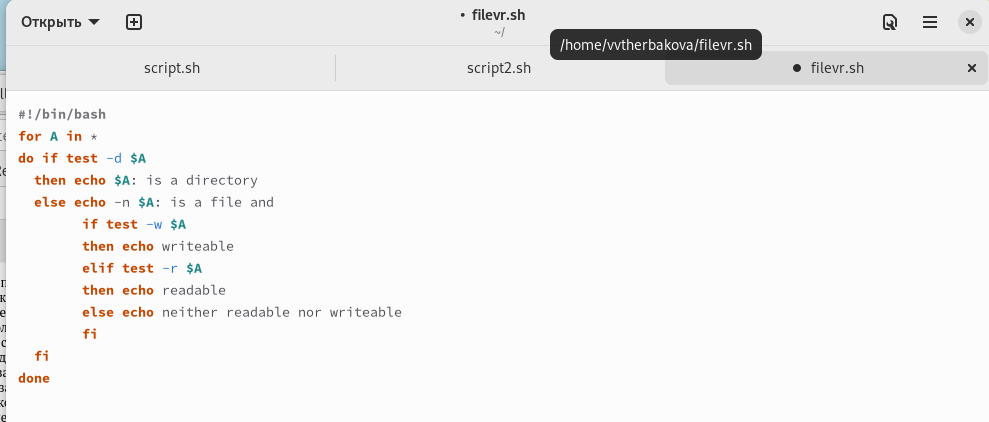 Открыть
• filevr.sh
~/
/home/vvtherbakova/filevr.sh
script.sh
script2.sh
● filevr.sh
#!/bin/bash
for A in *
do if test -d $A
then echo $A: is a directory
else echo -n $A: is a file and
if test -w $A
then echo writeable
elif test -r $A
then echo readable
else echo neither readable nor writeable
fi
fi
done